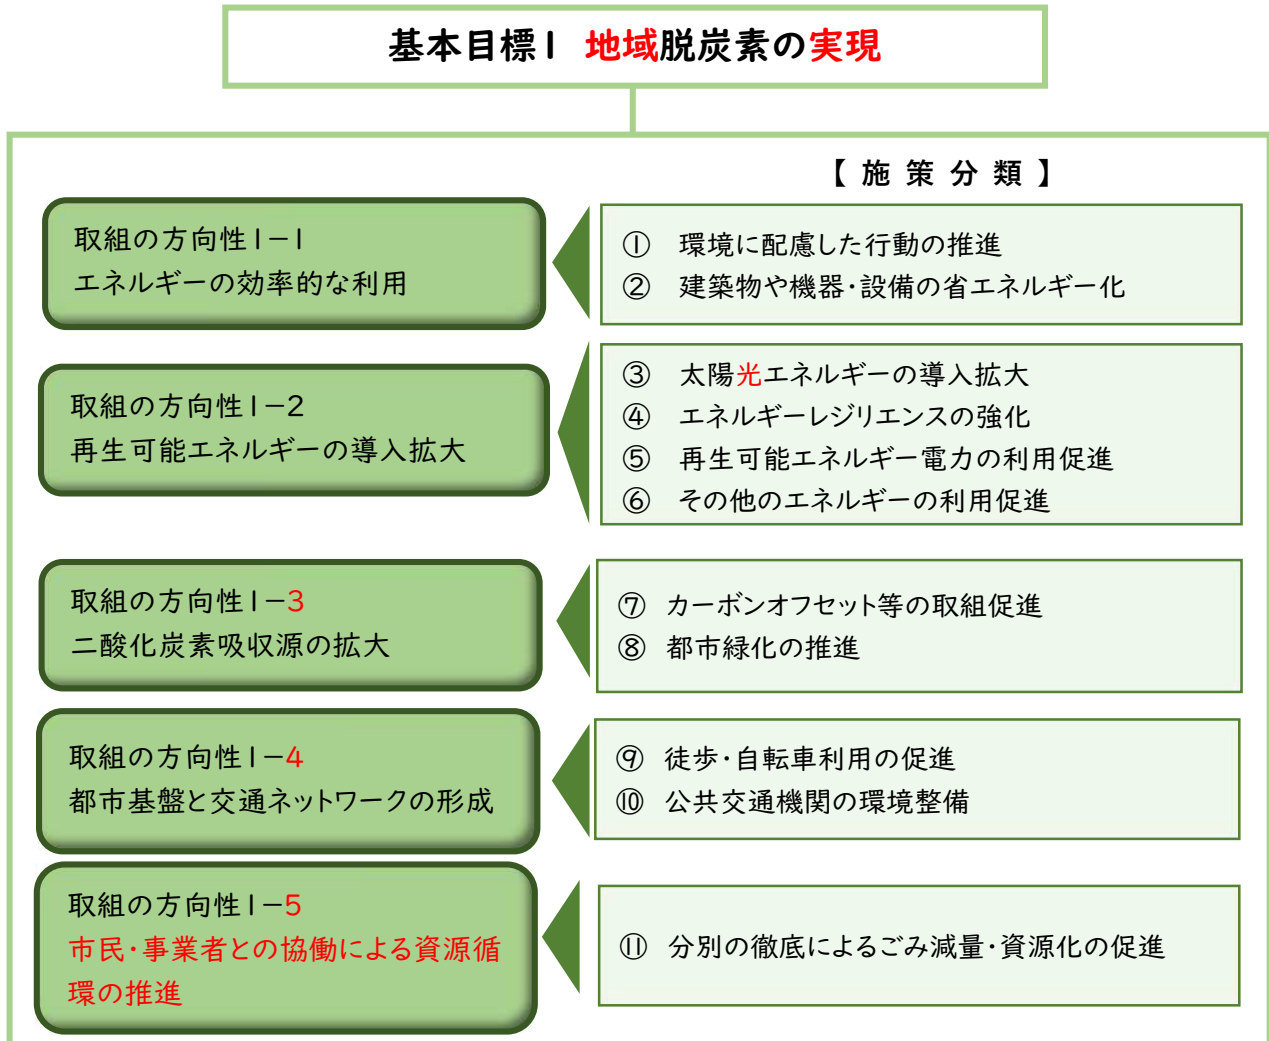 基本目標1 地域脱炭素の実現
【 施 策 分 類 】
取組の方向性1-1
エネルギーの効率的な利用
① 環境に配慮した行動の推進
② 建築物や機器・設備の省エネルギー化
取組の方向性1-2
再生可能エネルギーの導入拡大
③ 太陽光エネルギーの導入拡大
④ エネルギーレジリエンスの強化
⑤ 再生可能エネルギー電力の利用促進
⑥ その他のエネルギーの利用促進
取組の方向性1-3
二酸化炭素吸収源の拡大
⑦ カーボンオフセット等の取組促進
⑧ 都市緑化の推進
取組の方向性1-4
都市基盤と交通ネットワークの形成
⑨ 徒歩・自転車利用の促進
⑩ 公共交通機関の環境整備
取組の方向性1-5
市民・事業者との協働による資源循
環の推進
⑪ 分別の徹底によるごみ減量・資源化の促進